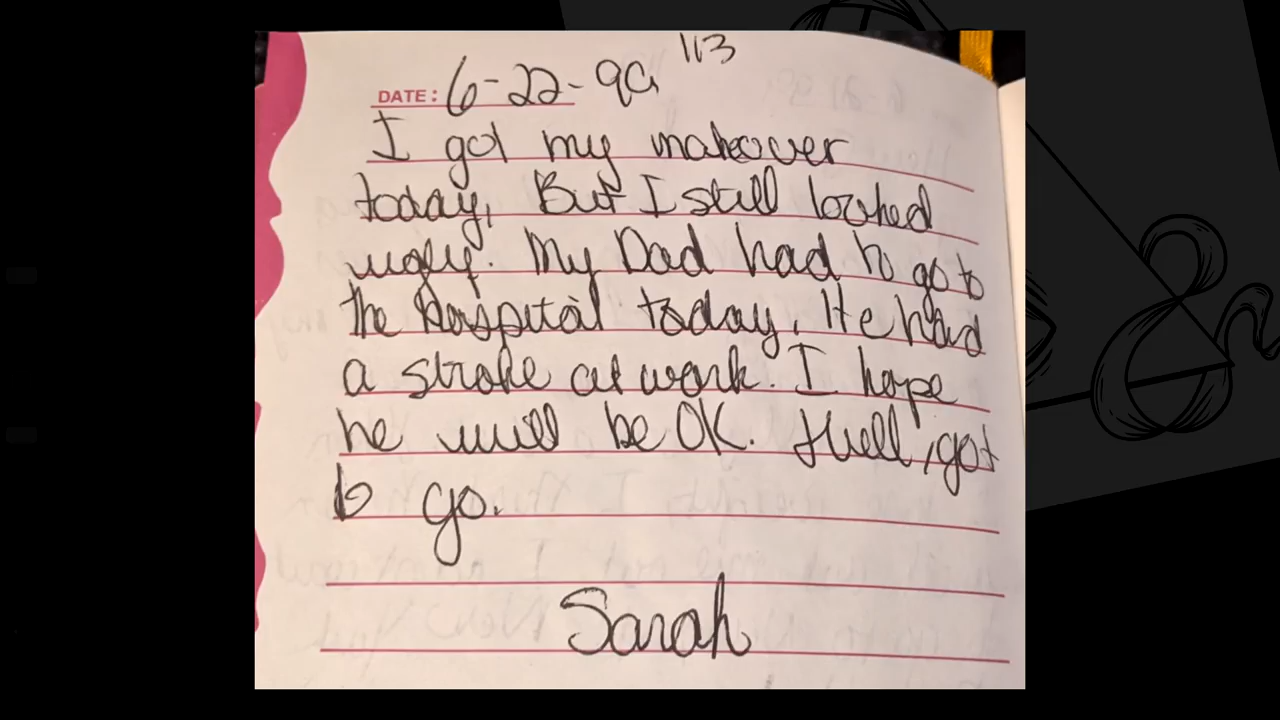 113
DATE: 6-22-99
I got my makeover
today, But I still looked
ugly. My Dad had to go to
the Hospital today. He had
a stroke at work. I hope
he will be OK. Well, got
to go.
Sarah